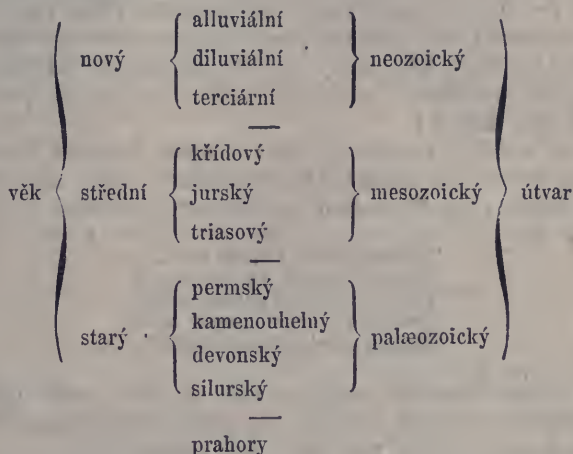 alluviální
nový diluviální neozoický
terciární
křídový
věk střední jurský mesozoický útvar
triasový
permský
kamenouhelný
starý palæozoický
devonský
silurský
prahory